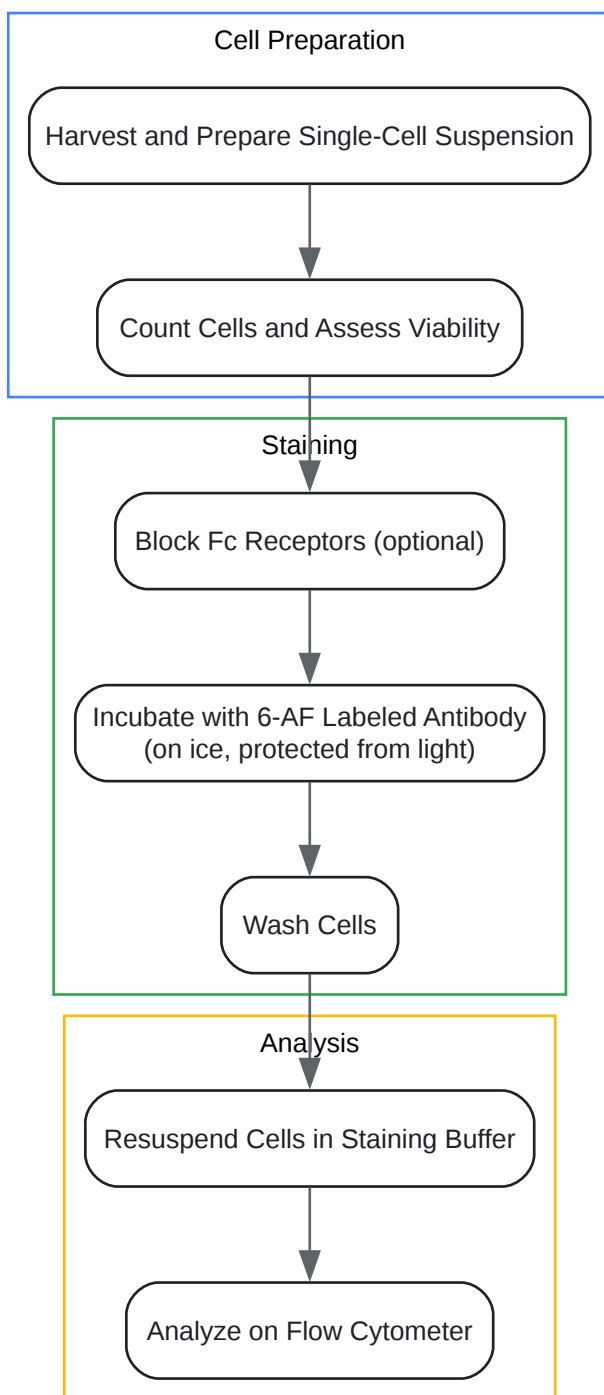 Cell Preparation
Harvest and Prepare Single-Cell Suspension
Count Cells and Assess Viability
Staining
Block Fc Receptors (optional)
Incubate with 6-AF Labeled Antibody
(on ice, protected from light)
Wash Cells
Analysis
Resuspend Cells in Staining Buffer
Analyze on Flow Cytometer